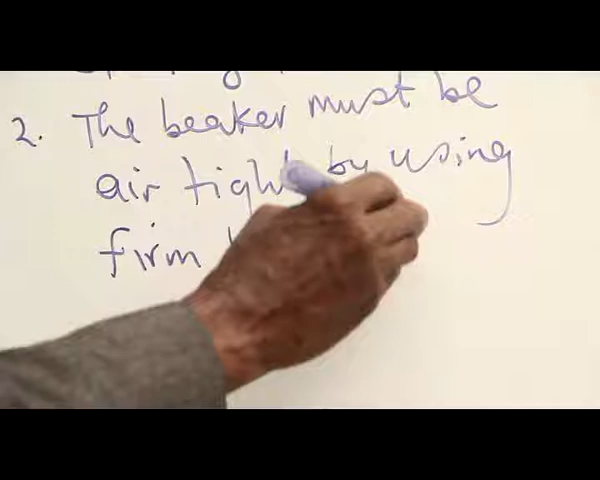 2. The beaker must be
air tight by using
firm